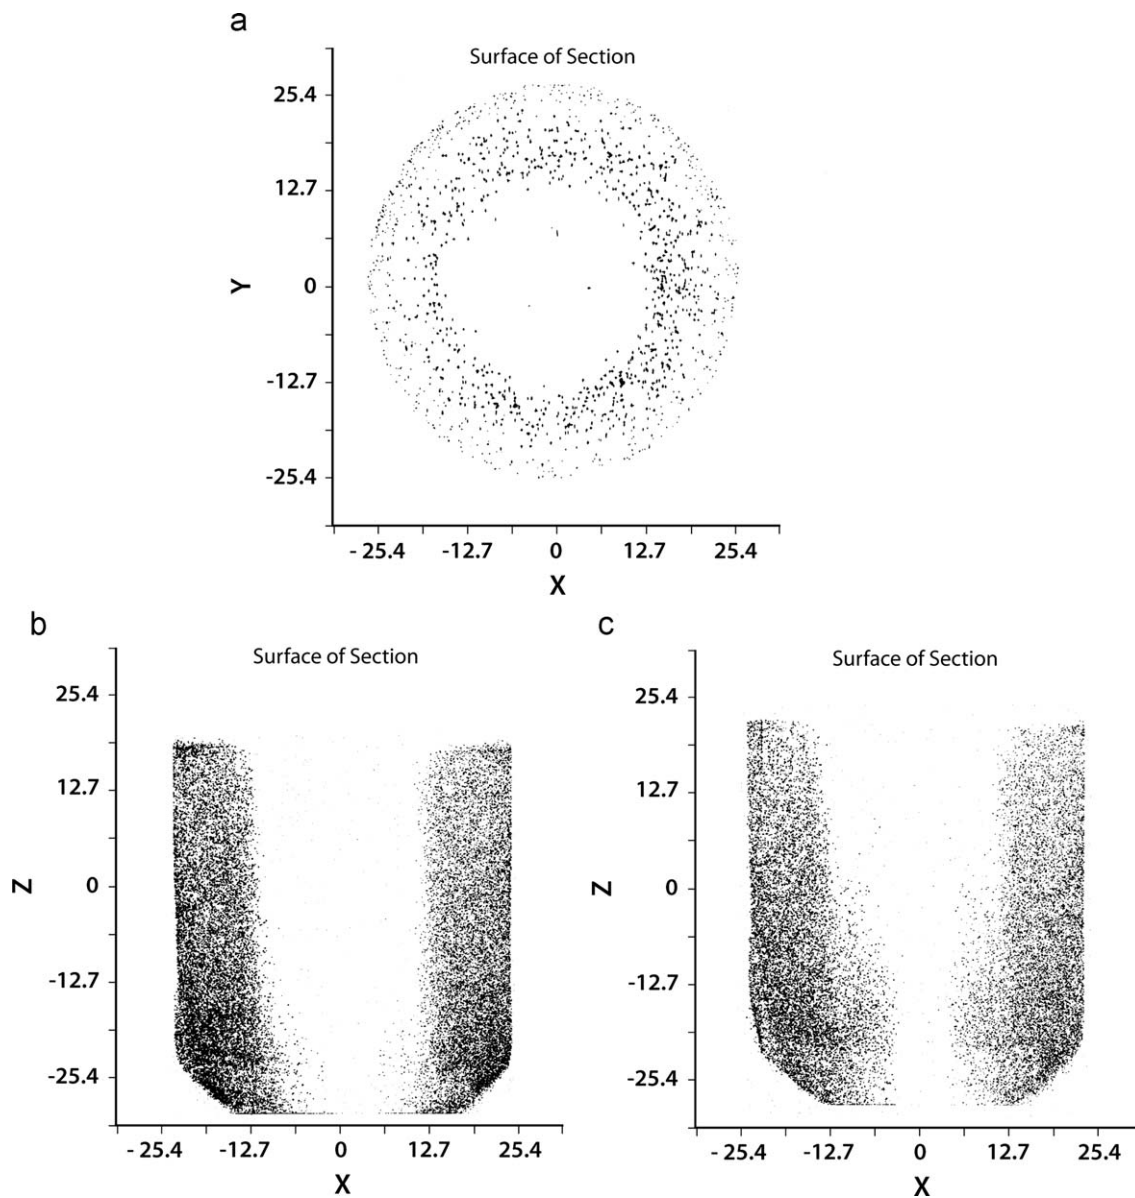 a
Surface of Section
25.4
12.7
0
-12.7
-25.4
Y
- 25.4 -12.7 0 12.7 25.4
X
b
Surface of Section
25.4
12.7
0
-12.7
-25.4
Z
- 25.4 -12.7 0 12.7 25.4
X
c
Surface of Section
25.4
12.7
0
-12.7
-25.4
Z
-25.4 -12.7 0 12.7 25.4
X